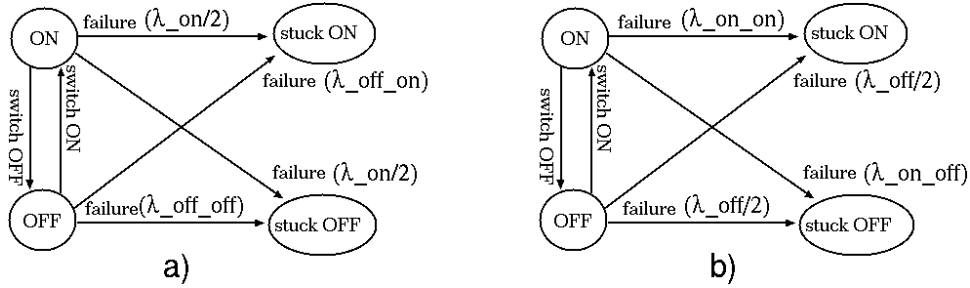 failure (λ_on/2)
ON
stuck ON
failure (λ_off_on)
switch OFF
switch ON
failure (λ_on/2)
failure(λ_off_off)
OFF
stuck OFF
a)
failure (λ_on_on)
ON
stuck ON
failure (λ_off/2)
switch OFF
switch ON
failure (λ_on_off)
failure (λ_off/2)
OFF
stuck OFF
b)